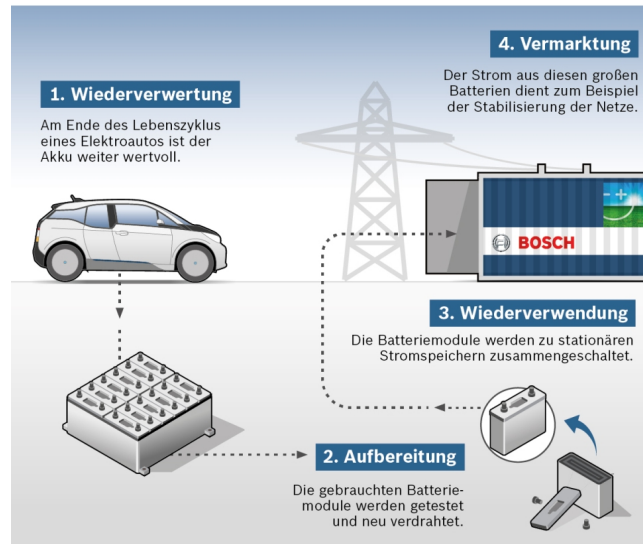 1. Wiederverwertung
Am Ende des Lebenszyklus
eines Elektroautos ist der
Akku weiter wertvoll.
2. Aufbereitung
Die gebrauchten Batterie-
module werden getestet
und neu verdrahtet.
3. Wiederverwendung
Die Batteriemodule werden zu stationären
Stromspeichern zusammengeschaltet.
4. Vermarktung
Der Strom aus diesen großen
Batterien dient zum Beispiel
der Stabilisierung der Netze.
BOSCH